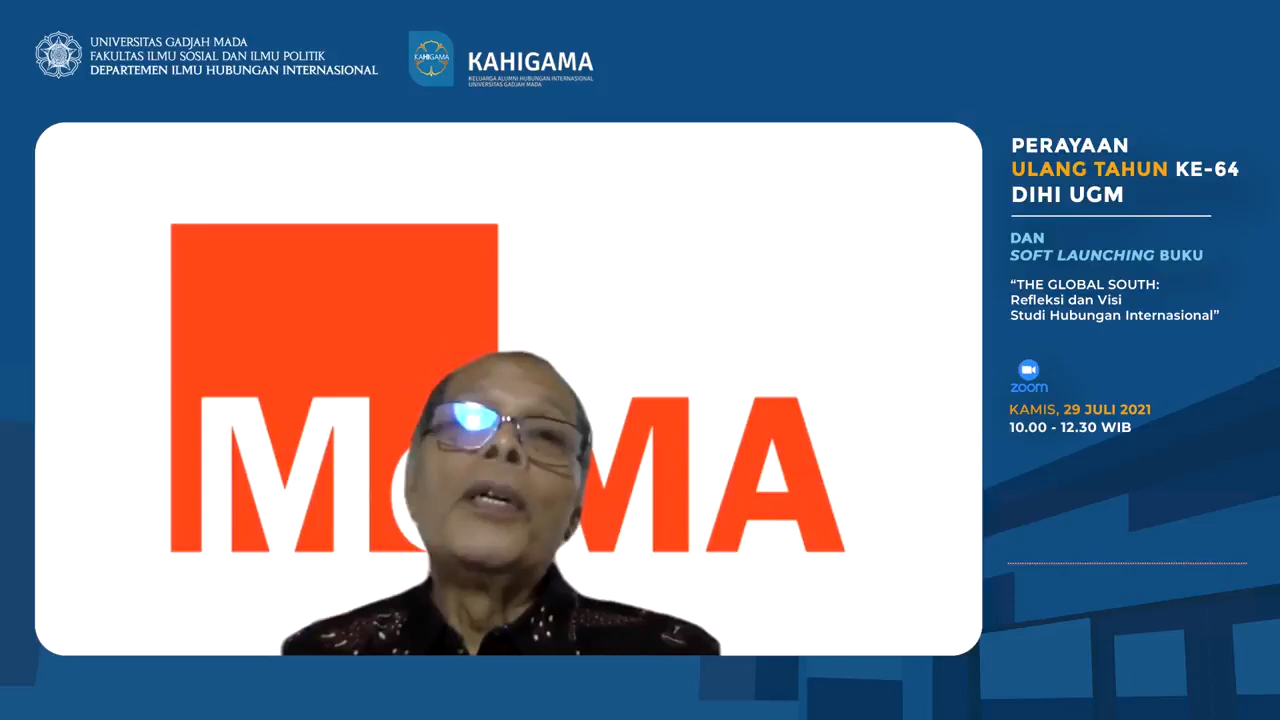 UNIVERSITAS GADJAH MADA
FAKULTAS ILMU SOSIAL DAN ILMU POLITIK
DEPARTEMEN ILMU HUBUNGAN INTERNASIONAL
KAHIGAMA
KAHIGAMA
KELUARGA ALUMNI HUBUNGAN INTERNASIONAL
UNIVERSITAS GADJAH MADA
MoMA
PERAYAAN
ULANG TAHUN KE-64
DIHI UGM
DAN
SOFT LAUNCHING BUKU
“THE GLOBAL SOUTH:
Refleksi dan Visi
Studi Hubungan Internasional”
zoom
KAMIS, 29 JULI 2021
10.00 - 12.30 WIB